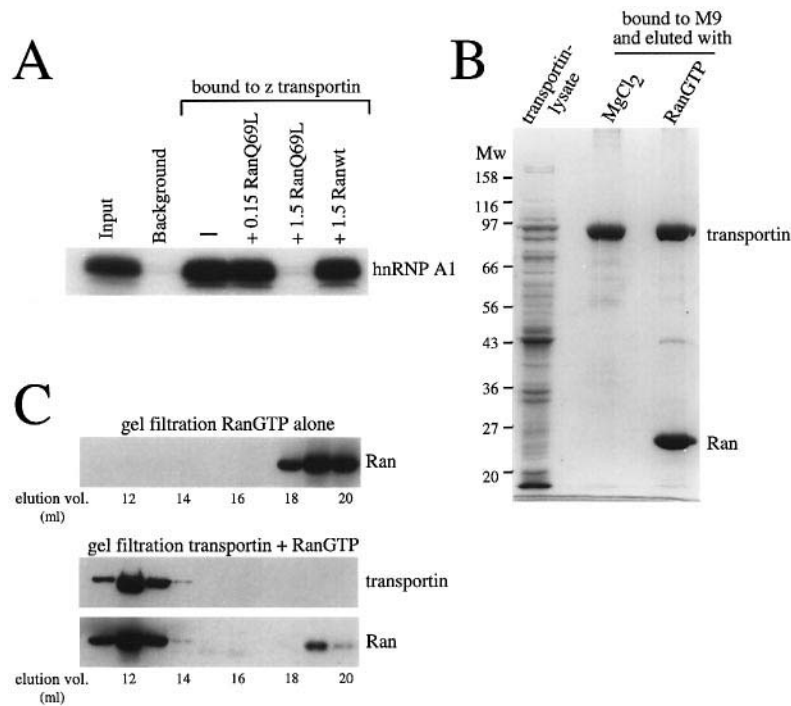 A
bound to z transportin
Input
Background
–
+ 0.15 RanQ69L
+ 1.5 RanQ69L
+ 1.5 Ranwt
hnRNP A1
B
bound to M9
and eluted with
transportin-
lysate
MgCl2
RanGTP
Mw
158
116
97
66
56
43
36
27
20
transportin
Ran
C
gel filtration RanGTP alone
Ran
elution vol. 12 14 16 18 20
(ml)
gel filtration transportin + RanGTP
transportin
Ran
elution vol. 12 14 16 18 20
(ml)